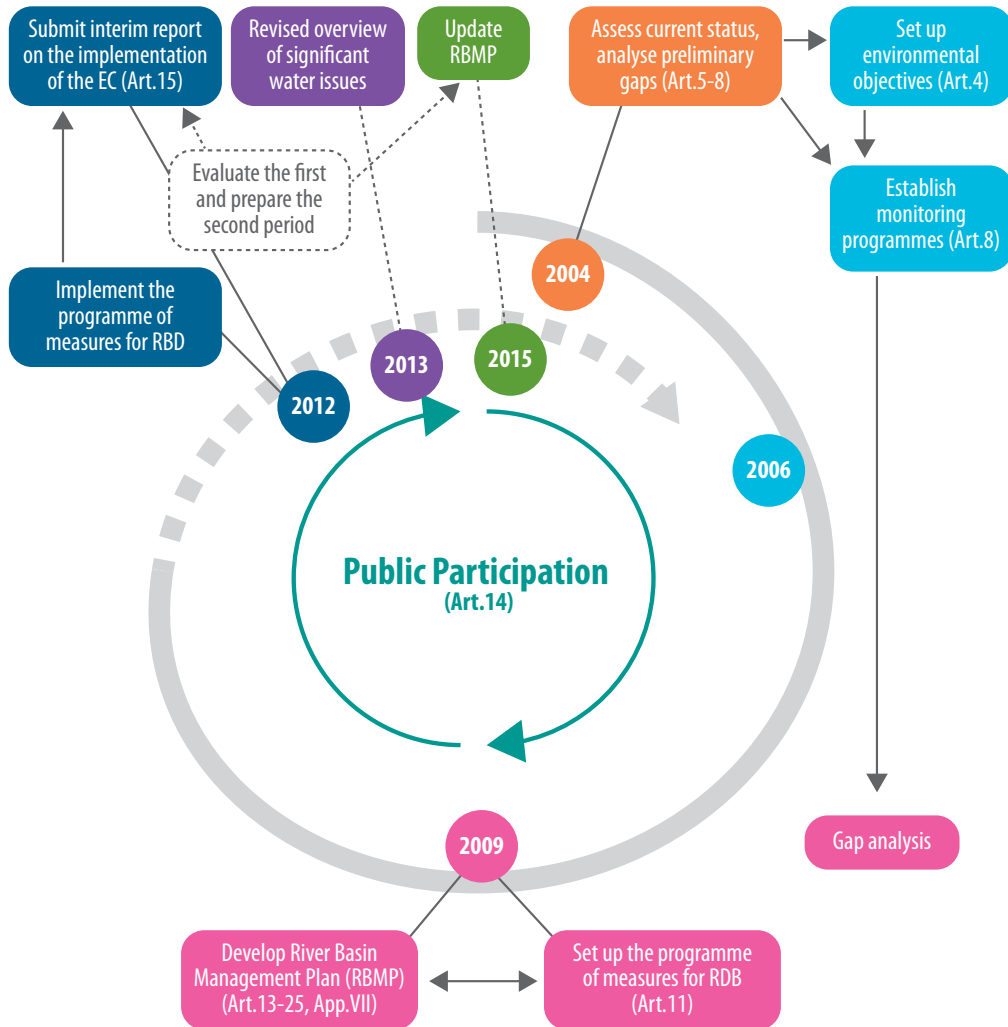 Submit interim report
on the implementation
of the EC (Art.15)
Revised overview
of significant
water issues
Update
RBMP
Assess current status,
analyse preliminary
gaps (Art.5-8)
Set up
environmental
objectives (Art.4)
Evaluate the first
and prepare the
second period
Establish
monitoring
programmes (Art.8)
Implement the
programme of
measures for RBD
2004
2013
2015
2012
2006
Public Participation
(Art.14)
2009
Gap analysis
Develop River Basin
Management Plan (RBMP)
(Art.13-25, App.VII)
Set up the programme
of measures for RDB
(Art.11)